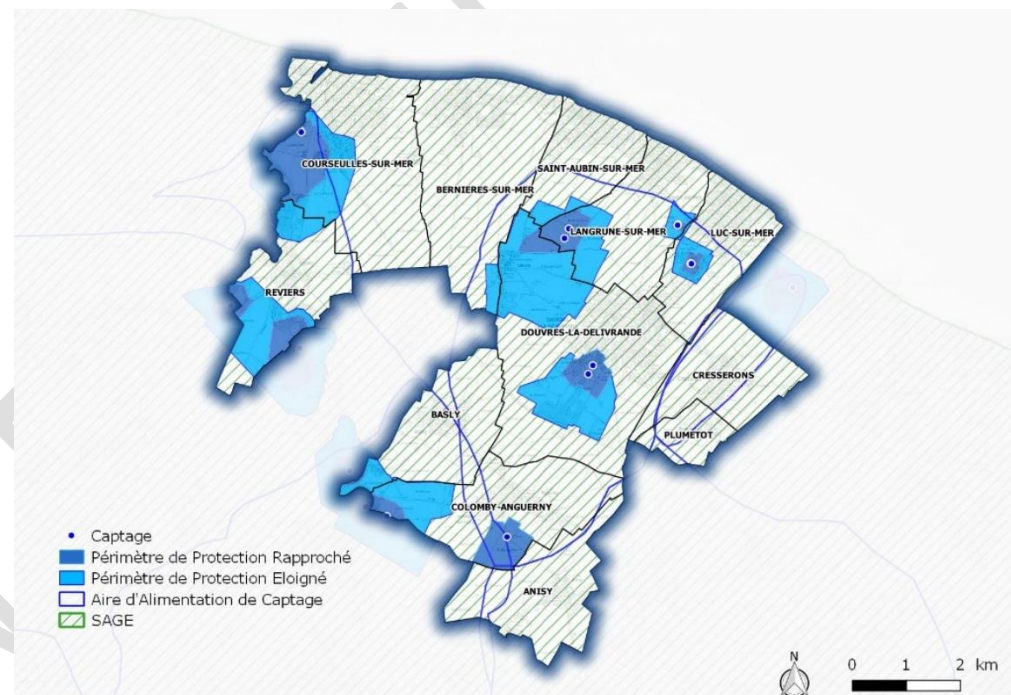 COURSEULLES-SUR-MER
SAINT-AUBIN-SUR-MER
BERNIERES-SUR-MER
LANGRUNE-SUR-MER
LUC-SUR-MER
REVIERS
DOUVRES-LA-DELIVRANDE
CRESSERONS
BASLY
PLUMETOT
COLOMBY-ANGUERNY
ANISY
Captage
Périmètre de Protection Rapproché
Périmètre de Protection Eloigné
Aire d'Alimentation de Captage
SAGE
N
0 1 2 km